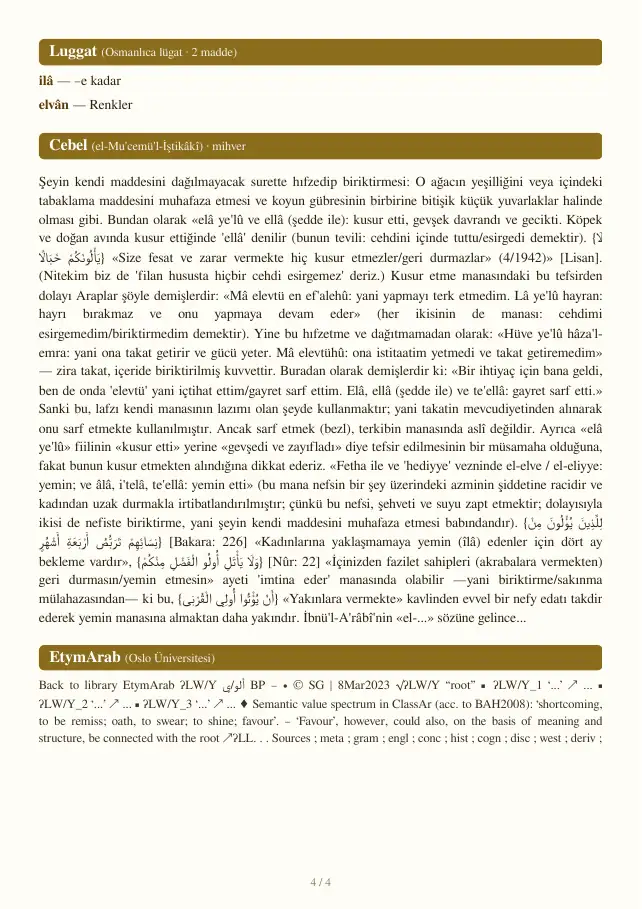 Luggat (Osmanlıca lügat · 2 madde)
ilâ — –e kadar
elvân — Renkler
Cebel (el-Mu'cemü'l-İştikâkî) · mihver
Şeyin kendi maddesini dağılmayacak surette hıfzedip biriktirmesi: O ağacın yeşilliğini veya içindeki
tabaklama maddesini muhafaza etmesi ve koyun gübresinin birbirine bitişik küçük yuvarlaklar halinde
olması gibi. Bundan olarak «elâ ye'lû ve ellâ (şedde ile): kusur etti, gevşek davrandı ve gecikti. Köpek
ve doğan avında kusur ettiğinde 'ellâ' denilir (bunun tevili: cehdini içinde tuttu/esirgedi demektir). {لَا
يَأْلُونَكُمْ خَبَالًا} «Size fesat ve zarar vermekte hiç kusur etmezler/geri durmazlar» (4/1942)» [Lisan].
(Nitekim biz de 'filan hususta hiçbir cehdi esirgemez' deriz.) Kusur etme manasındaki bu tefsirden
dolayı Araplar şöyle demişlerdir: «Mâ elevtü en ef'alehû: yani yapmayı terk etmedim. Lâ ye'lû hayran:
hayrı bırakmaz ve onu yapmaya devam eder» (her ikisinin de manası: cehdimi
esirgemedim/biriktirmedim demektir). Yine bu hıfzetme ve dağıtmamadan olarak: «Hüve ye'lû hâza'l-
emra: yani ona takat getirir ve gücü yeter. Mâ elevtühû: ona istitaatim yetmedi ve takat getiremedim»
— zira takat, içeride biriktirilmiş kuvvettir. Buradan olarak demişlerdir ki: «Bir ihtiyaç için bana geldi,
ben de onda 'elevtü' yani içtihat ettim/gayret sarf ettim. Elâ, ellâ (şedde ile) ve te'ellâ: gayret sarf etti.»
Sanki bu, lafzı kendi manasının lazımı olan şeyde kullanmaktır; yani takatin mevcudiyetinden alınarak
onu sarf etmekte kullanılmıştır. Ancak sarf etmek (bezl), terkibin manasında aslî değildir. Ayrıca «elâ
ye'lû» fiilinin «kusur etti» yerine «gevşedi ve zayıfladı» diye tefsir edilmesinin bir müsamaha olduğuna,
fakat bunun kusur etmekten alındığına dikkat ederiz. «Fetha ile ve 'hediyye' vezninde el-elve / el-eliyye:
yemin; ve âlâ, i'telâ, te'ellâ: yemin etti» (bu mana nefsin bir şey üzerindeki azminin şiddetine racidir ve
kadından uzak durmakla irtibatlandırılmıştır; çünkü bu nefsi, şehveti ve suyu zapt etmektir; dolayısıyla
ikisi de nefiste biriktirme, yani şeyin kendi maddesini muhafaza etmesi babındandır). {لِلَّذِينَ يُؤْلُونَ مِنْ
نِسَائِهِمْ تَرَبُّصُ أَرْبَعَةِ أَشْهُرٍ} [Bakara: 226] «Kadınlarına yaklaşmamaya yemin (îlâ) edenler için dört ay
bekleme vardır», {وَلَا يَأْتَلِ أُولُو الْفَضْلِ مِنْكُمْ} [Nûr: 22] «İçinizden fazilet sahipleri (akrabalara vermekten)
geri durmasın/yemin etmesin» ayeti 'imtina eder' manasında olabilir —yani biriktirme/sakınma
mülahazasından— ki bu, {أَنْ يُؤْتُوا أُولِي الْقُرْبَى} «Yakınlara vermekte» kavlinden evvel bir nefy edatı takdir
ederek yemin manasına almaktan daha yakındır. İbnü'l-A'râbî'nin «el-...» sözüne gelince...
EtymArab (Oslo Üniversitesi)
Back to library EtymArab ʔLW/Y ألو/ي BP – • © SG | 8Mar2023 √ʔLW/Y “root” ▪ ʔLW/Y_1 ‘...’ ↗ ... ▪
ʔLW/Y_2 ‘...’ ↗ ... ▪ ʔLW/Y_3 ‘...’ ↗ ... ♦ Semantic value spectrum in ClassAr (acc. to BAH2008): ‘shortcoming,
to be remiss; oath, to swear; to shine; favour’. – ‘Favour’, however, could also, on the basis of meaning and
structure, be connected with the root ↗ʔLL. . . Sources ; meta ; gram ; engl ; conc ; hist ; cogn ; disc ; west ; deriv ;
4 / 4